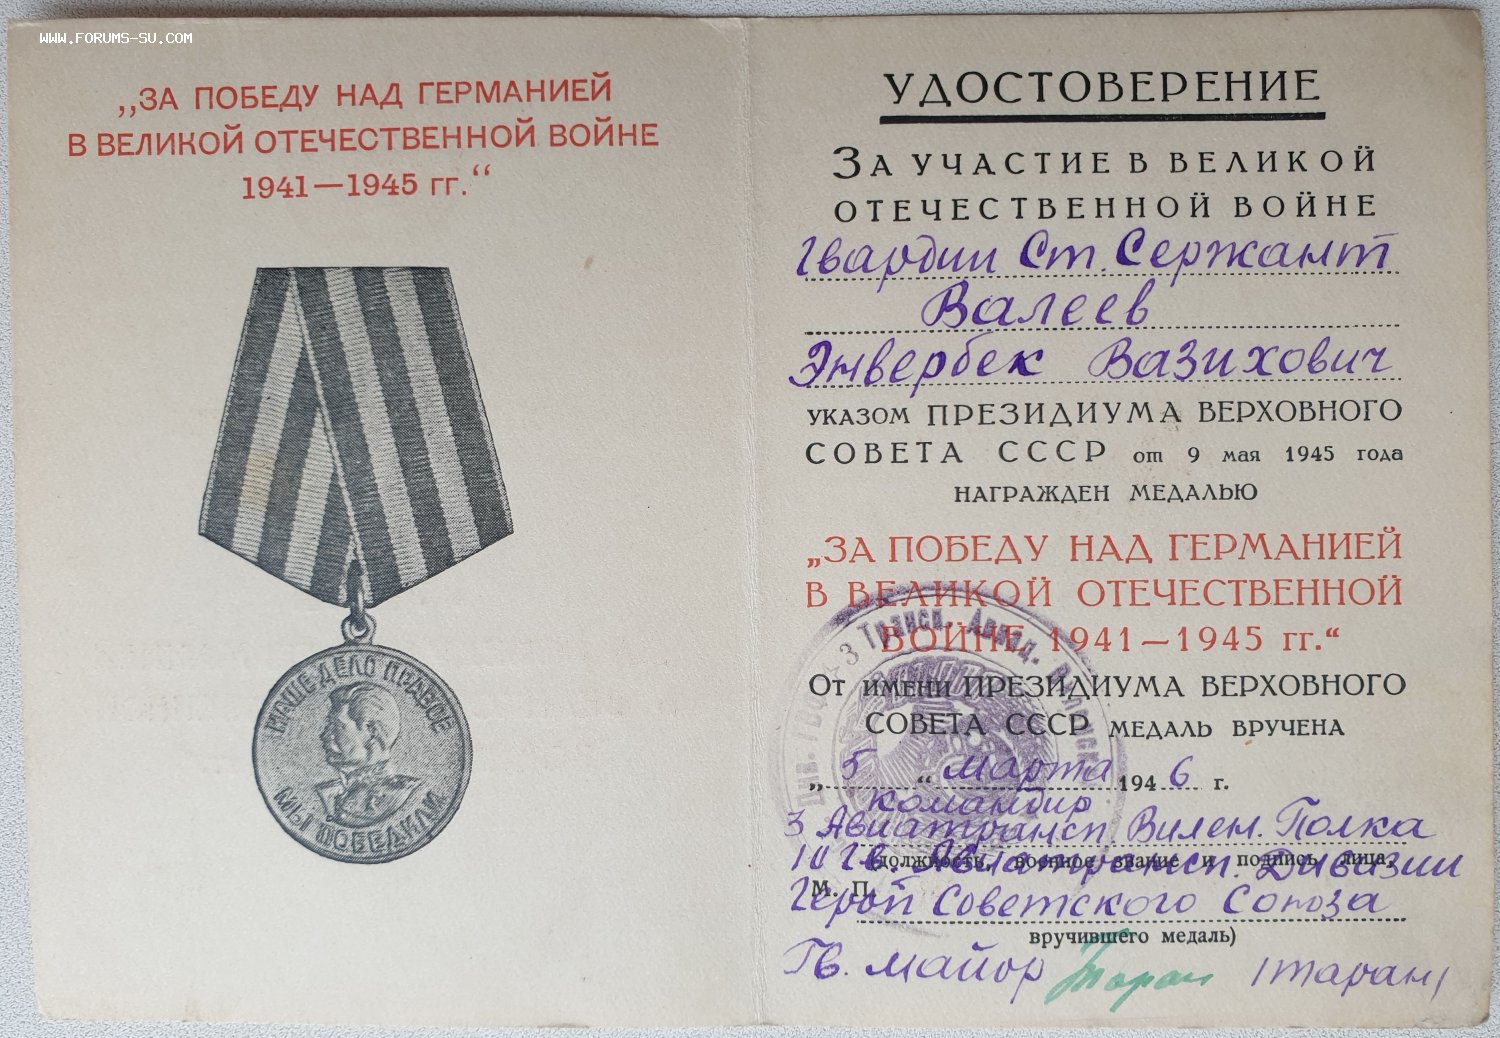 WWW.FORUMS-SU.COM
„ЗА ПОБЕДУ НАД ГЕРМАНИЕЙ
В ВЕЛИКОЙ ОТЕЧЕСТВЕННОЙ ВОЙНЕ
1941—1945 гг.“
НАШЕ ДЕЛО ПРАВОЕ
МЫ ПОБЕДИЛИ
УДОСТОВЕРЕНИЕ
ЗА УЧАСТИЕ В ВЕЛИКОЙ
ОТЕЧЕСТВЕННОЙ ВОЙНЕ
Гвардии Ст. Сержант
Валеев
Энвербек Вазихович
УКАЗОМ ПРЕЗИДИУМА ВЕРХОВНОГО
СОВЕТА СССР от 9 мая 1945 года
НАГРАЖДЕН МЕДАЛЬЮ
„ЗА ПОБЕДУ НАД ГЕРМАНИЕЙ
В ВЕЛИКОЙ ОТЕЧЕСТВЕННОЙ
ВОЙНЕ 1941—1945 гг.“
От имени ПРЕЗИДИУМА ВЕРХОВНОГО
СОВЕТА СССР МЕДАЛЬ ВРУЧЕНА
„5“ марта 1946 г.
командир
3 Авиатрансп. Вилен. Полка
10 Гв. Авиатрансп. Дивизии
(должность, военное звание и подпись лица,
М. П.
Герой Советского Союза
вручившего медаль)
Гв. майор Таран (Таран)